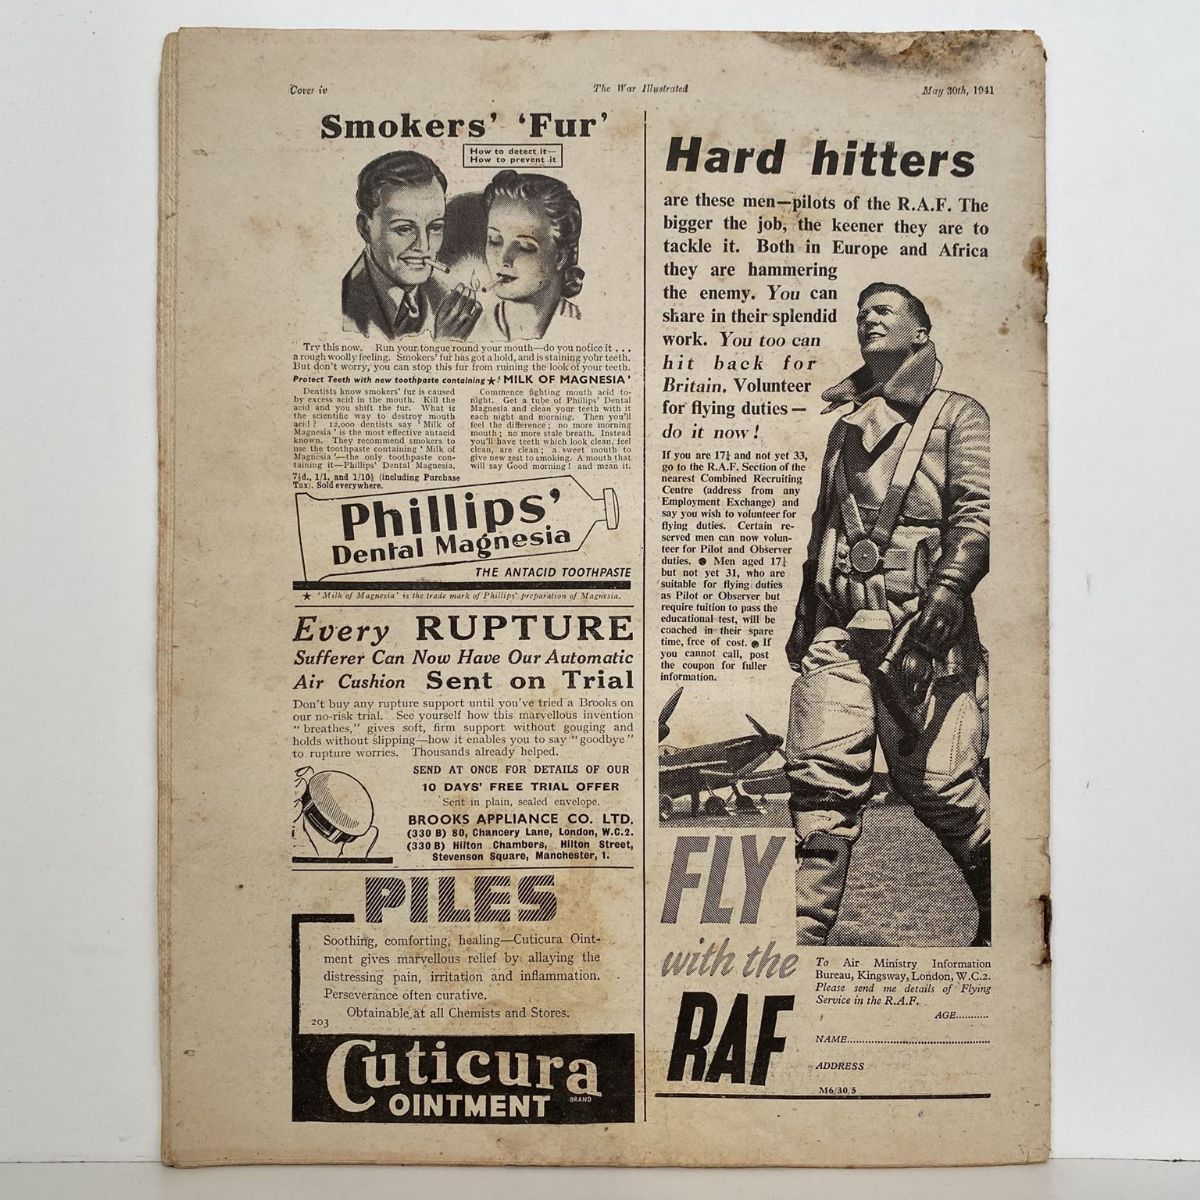 Cover iv
The War Illustrated
May 30th, 1941
Smokers' 'Fur'
How to detect it—
How to prevent it
Try this now. Run your tongue round your mouth—do you notice it . . .
a rough woolly feeling. Smokers' fur has got a hold, and is staining your teeth.
But don't worry, you can stop this fur from ruining the look of your teeth.
Protect Teeth with new toothpaste containing ★ 'MILK OF MAGNESIA'
Dentists know smokers' fur is caused
by excess acid in the mouth. Kill the
acid and you shift the fur. What is
the scientific way to destroy mouth
acid? 12,000 dentists say 'Milk of
Magnesia' is the most effective antacid
known. They recommend smokers to
use the toothpaste containing 'Milk of
Magnesia'—the only toothpaste con-
taining it—Phillips' Dental Magnesia.
7½d., 1/1, and 1/10½ (including Purchase
Tax). Sold everywhere.
Commence fighting mouth acid to-
night. Get a tube of Phillips' Dental
Magnesia and clean your teeth with it
each night and morning. Then you'll
feel the difference; no more morning
mouth; no more stale breath. Instead
you'll have teeth which look clean, feel
clean, are clean; a sweet mouth to
give new zest to smoking. A mouth that
will say Good morning! and mean it.
Phillips'
Dental Magnesia
THE ANTACID TOOTHPASTE
★ 'Milk of Magnesia' is the trade mark of Phillips' preparation of Magnesia.
Every RUPTURE
Sufferer Can Now Have Our Automatic
Air Cushion Sent on Trial
Don't buy any rupture support until you've tried a Brooks on
our no-risk trial. See yourself how this marvellous invention
"breathes," gives soft, firm support without gouging and
holds without slipping—how it enables you to say "goodbye"
to rupture worries. Thousands already helped.
SEND AT ONCE FOR DETAILS OF OUR
10 DAYS' FREE TRIAL OFFER
Sent in plain, sealed envelope.
BROOKS APPLIANCE CO. LTD.
(330 B) 80, Chancery Lane, London, W.C.2.
(330 B) Hilton Chambers, Hilton Street,
Stevenson Square, Manchester, 1.
PILES
Soothing, comforting, healing—Cuticura Oint-
ment gives marvellous relief by allaying the
distressing pain, irritation and inflammation.
Perseverance often curative.
Obtainable at all Chemists and Stores.
203
Cuticura
BRAND
OINTMENT
Hard hitters
are these men—pilots of the R.A.F. The
bigger the job, the keener they are to
tackle it. Both in Europe and Africa
they are hammering
the enemy. You can
share in their splendid
work. You too can
hit back for
Britain. Volunteer
for flying duties—
do it now!
If you are 17¼ and not yet 33,
go to the R.A.F. Section of the
nearest Combined Recruiting
Centre (address from any
Employment Exchange) and
say you wish to volunteer for
flying duties. Certain re-
served men can now volun-
teer for Pilot and Observer
duties. ● Men aged 17¼
but not yet 31, who are
suitable for flying duties
as Pilot or Observer but
require tuition to pass the
educational test, will be
coached in their spare
time, free of cost. ● If
you cannot call, post
the coupon for fuller
information.
FLY
with the
RAF
To Air Ministry Information
Bureau, Kingsway, London, W.C.2.
Please send me details of Flying
Service in the R.A.F.
AGE...........
NAME.............................................
ADDRESS
M6/30/5